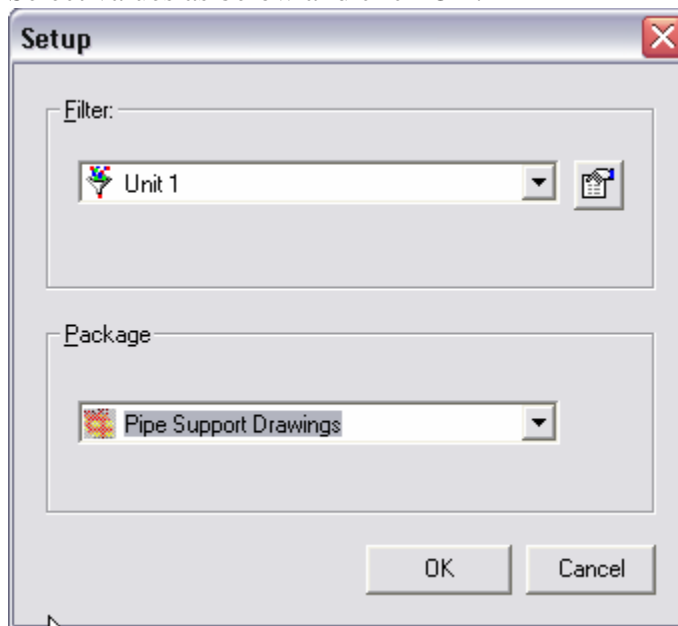 Setup
Filter:
Unit 1
Package
Pipe Support Drawings
OK
Cancel